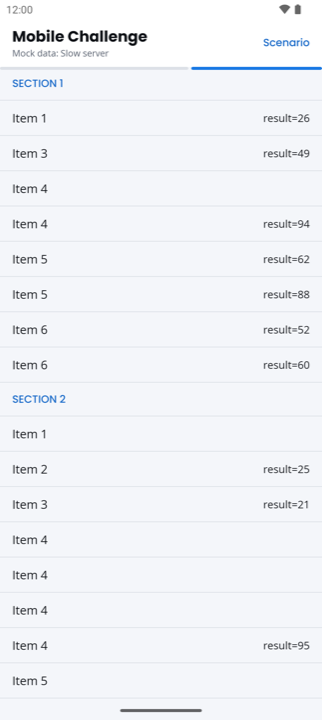 12:00
Mobile Challenge
Mock data: Slow server
Scenario
SECTION 1
Item 1 result=26
Item 3 result=49
Item 4
Item 4 result=94
Item 5 result=62
Item 5 result=88
Item 6 result=52
Item 6 result=60
SECTION 2
Item 1
Item 2 result=25
Item 3 result=21
Item 4
Item 4
Item 4
Item 4 result=95
Item 5